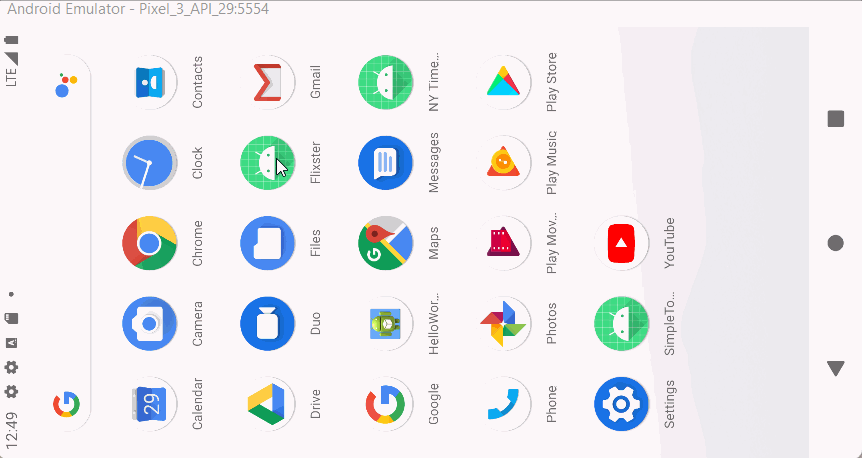 Android Emulator - Pixel_3_API_29:5554
12:49
LTE
Calendar
Camera
Chrome
Clock
Contacts
Drive
Duo
Files
Flixster
Gmail
Google
HelloWor...
Maps
Messages
NY Time...
Phone
Photos
Play Mov...
Play Music
Play Store
Settings
SimpleTo...
YouTube
29